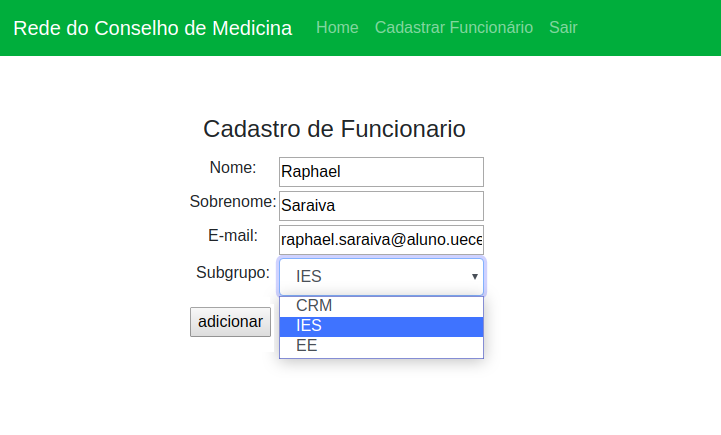 Rede do Conselho de Medicina Home Cadastrar Funcionário Sair
Cadastro de Funcionario
Nome: Raphael
Sobrenome: Saraiva
E-mail: raphael.saraiva@aluno.uece
Subgrupo: IES
CRM
adicionar IES
EE